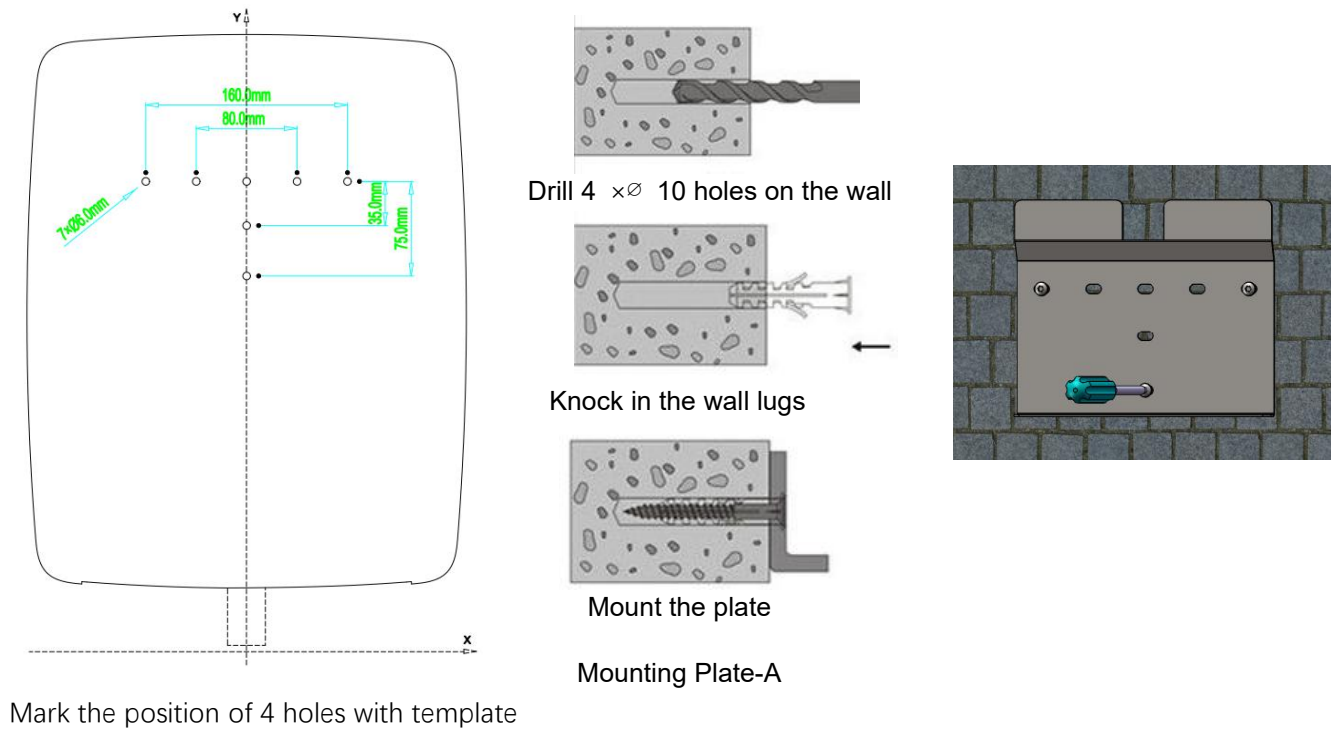 Y
160.0mm
80.0mm
7×Ø6.0mm
35.0mm
75.0mm
X
Mark the position of 4 holes with template
Drill 4 ×∅ 10 holes on the wall
Knock in the wall lugs
Mount the plate
Mounting Plate-A